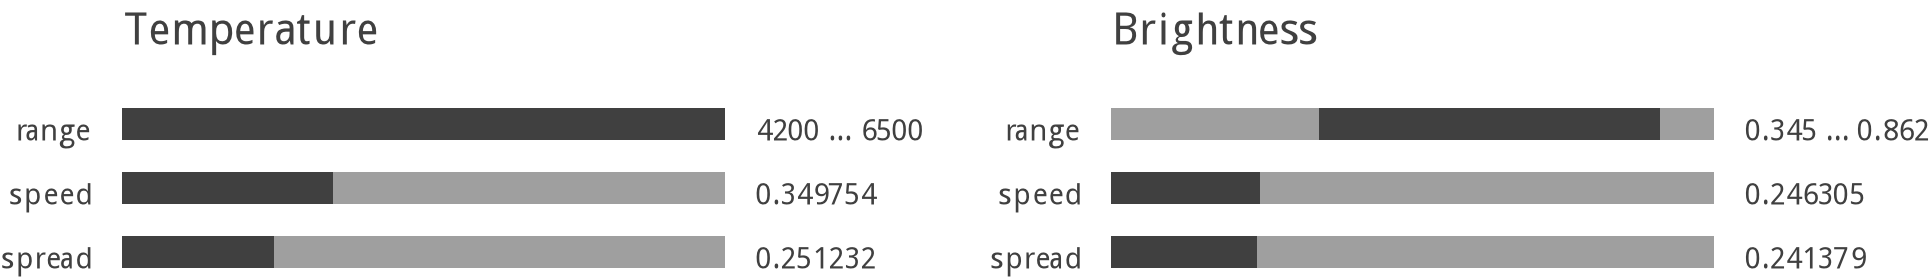 Temperature
range 4200 ... 6500
speed 0.349754
spread 0.251232
Brightness
range 0.345 ... 0.862
speed 0.246305
spread 0.241379